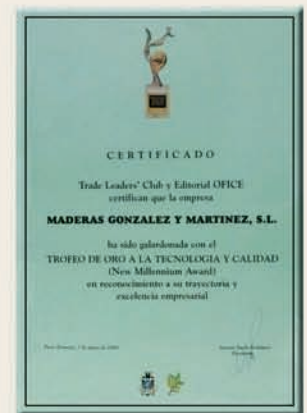 CERTIFICADO
Trade Leaders' Club y Editorial OFICE
certifican que la empresa
MADERAS GONZALEZ Y MARTINEZ, S.L.
ha sido galardonada con el
TROFEO DE ORO A LA TECNOLOGIA Y CALIDAD
(New Millennium Award)
en reconocimiento a su trayectoria y
excelencia empresarial